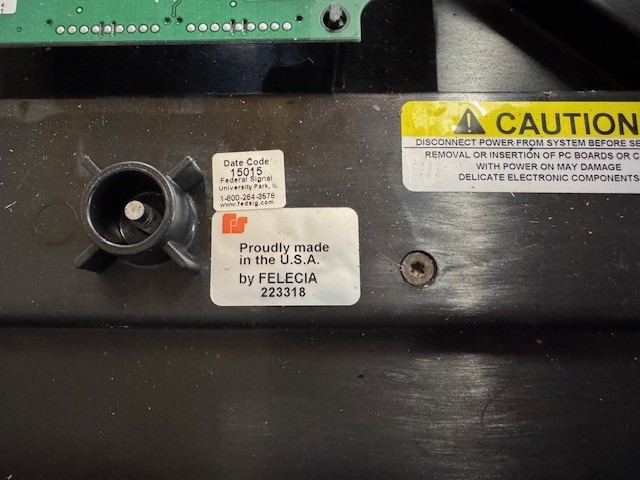 CAUTION
DISCONNECT POWER FROM SYSTEM BEFORE
REMOVAL OR INSERTION OF PC BOARDS OR
WITH POWER ON MAY DAMAGE
DELICATE ELECTRONIC COMPONENTS
Date Code
15015
Federal Signal
University Park, IL
1-800-264-3578
www.fedsig.com
FS
Proudly made
in the U.S.A.
by FELECIA
223318